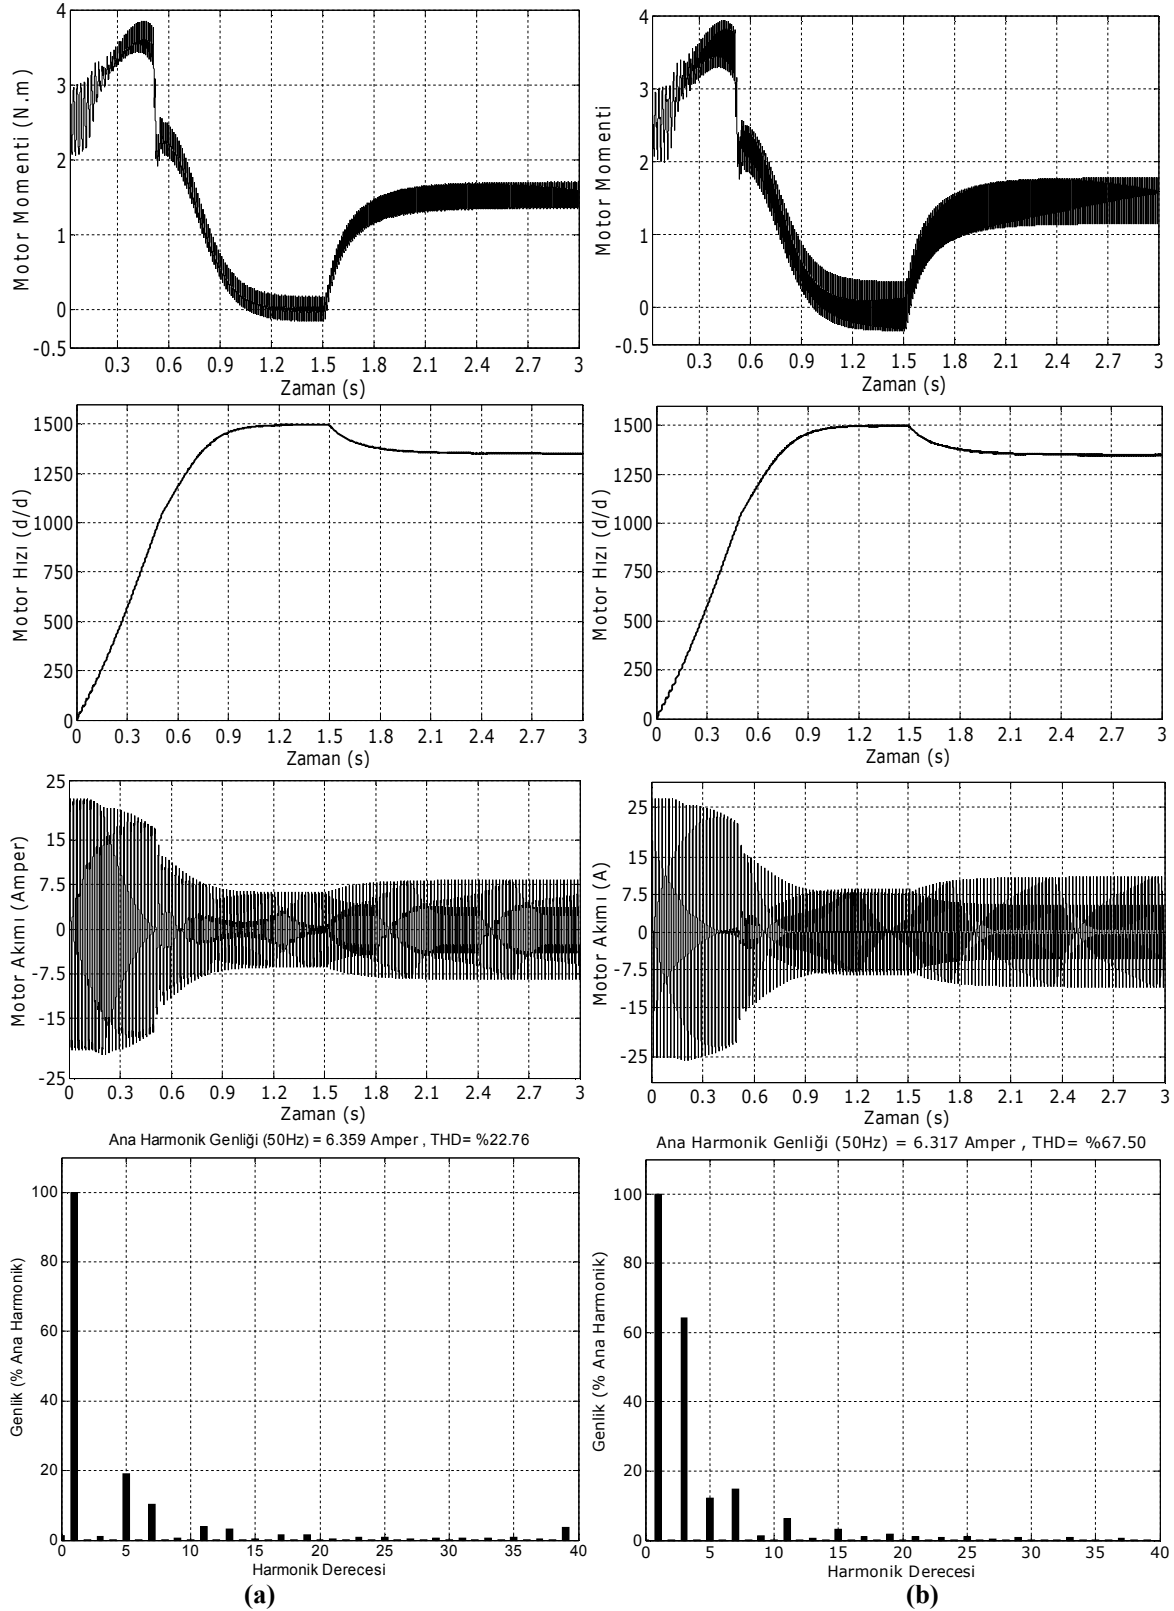 Motor Momenti (N.m)
4
3
2
1
0
-0.5
0.3 0.6 0.9 1.2 1.5 1.8 2.1 2.4 2.7 3
Zaman (s)
Motor Momenti
4
3
2
1
0
-0.5
0.3 0.6 0.9 1.2 1.5 1.8 2.1 2.4 2.7 3
Zaman (s)
Motor Hızı (d/d)
1500
1250
1000
750
500
250
0
0 0.3 0.6 0.9 1.2 1.5 1.8 2.1 2.4 2.7 3
Zaman (s)
Motor Hızı (d/d)
1500
1250
1000
750
500
250
0
0 0.3 0.6 0.9 1.2 1.5 1.8 2.1 2.4 2.7 3
Zaman (s)
Motor Akımı (Amper)
25
15
7.5
0
-7.5
-15
-25
0 0.3 0.6 0.9 1.2 1.5 1.8 2.1 2.4 2.7 3
Zaman (s)
Motor Akımı (A)
25
15
7.5
0
-7.5
-15
-25
0 0.3 0.6 0.9 1.2 1.5 1.8 2.1 2.4 2.7 3
Zaman (s)
Ana Harmonik Genliği (50Hz) = 6.359 Amper , THD= %22.76
Genlik (% Ana Harmonik)
100
80
60
40
20
0
0 5 10 15 20 25 30 35 40
Harmonik Derecesi
(a)
Ana Harmonik Genliği (50Hz) = 6.317 Amper , THD= %67.50
Genlik (% Ana Harmonik)
100
80
60
40
20
0
0 5 10 15 20 25 30 35 40
Harmonik Derecesi
(b)